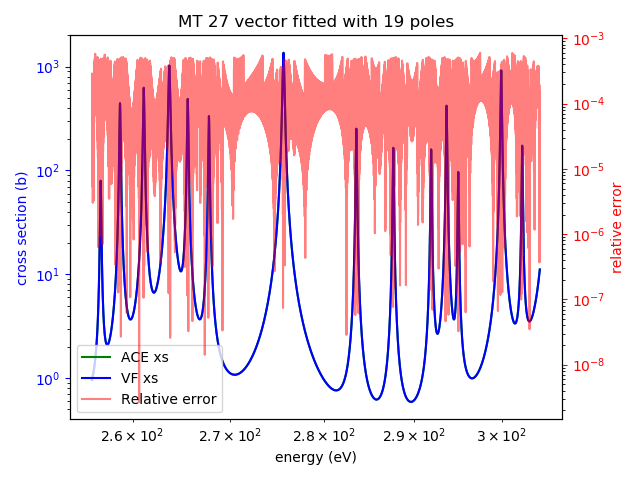 MT 27 vector fitted with 19 poles
cross section (b)
10³
10²
10¹
10⁰
relative error
10⁻³
10⁻⁴
10⁻⁵
10⁻⁶
10⁻⁷
10⁻⁸
ACE xs
VF xs
Relative error
2.6 × 10² 2.7 × 10² 2.8 × 10² 2.9 × 10² 3 × 10²
energy (eV)